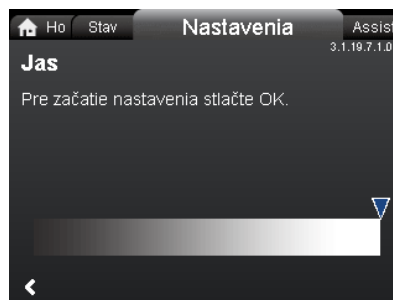 Ho Stav Nastavenia Assist
3.1.19.7.1.0
Jas
Pre začatie nastavenia stlačte OK.